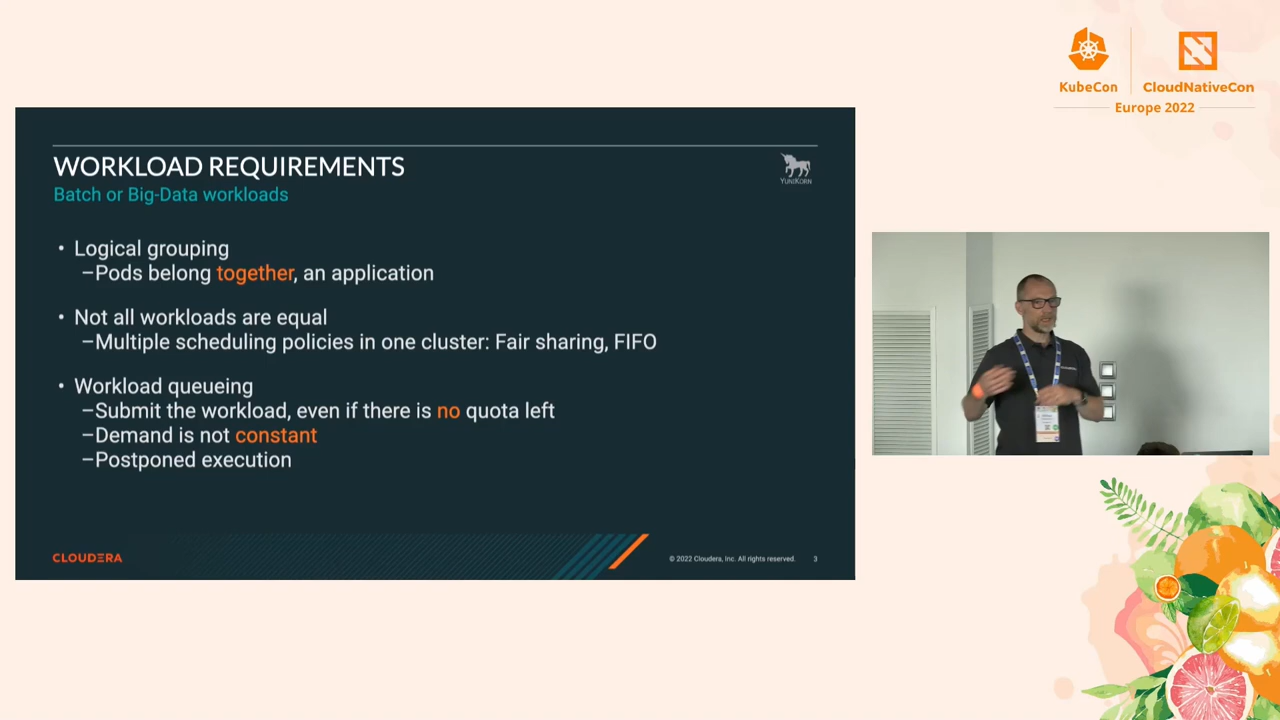 KubeCon
CloudNativeCon
Europe 2022
WORKLOAD REQUIREMENTS
Batch or Big-Data workloads
YUNIKORN
• Logical grouping
–Pods belong together, an application
• Not all workloads are equal
–Multiple scheduling policies in one cluster: Fair sharing, FIFO
• Workload queueing
–Submit the workload, even if there is no quota left
–Demand is not constant
–Postponed execution
CLOUDERA
© 2022 Cloudera, Inc. All rights reserved.
3